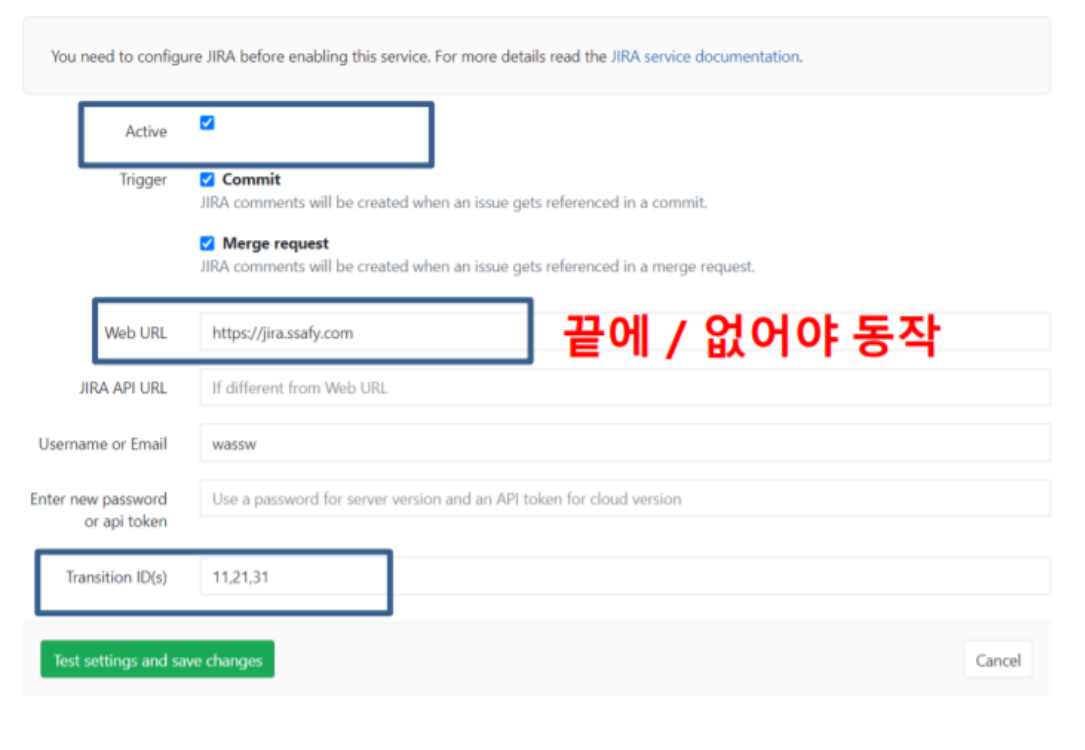 You need to configure JIRA before enabling this service. For more details read the JIRA service documentation.
Active
Trigger Commit
JIRA comments will be created when an issue gets referenced in a commit.
Merge request
JIRA comments will be created when an issue gets referenced in a merge request.
Web URL https://jira.ssafy.com 끝에 / 없어야 동작
JIRA API URL If different from Web URL
Username or Email wassw
Enter new password Use a password for server version and an API token for cloud version
or api token
Transition ID(s) 11,21,31
Test settings and save changes Cancel